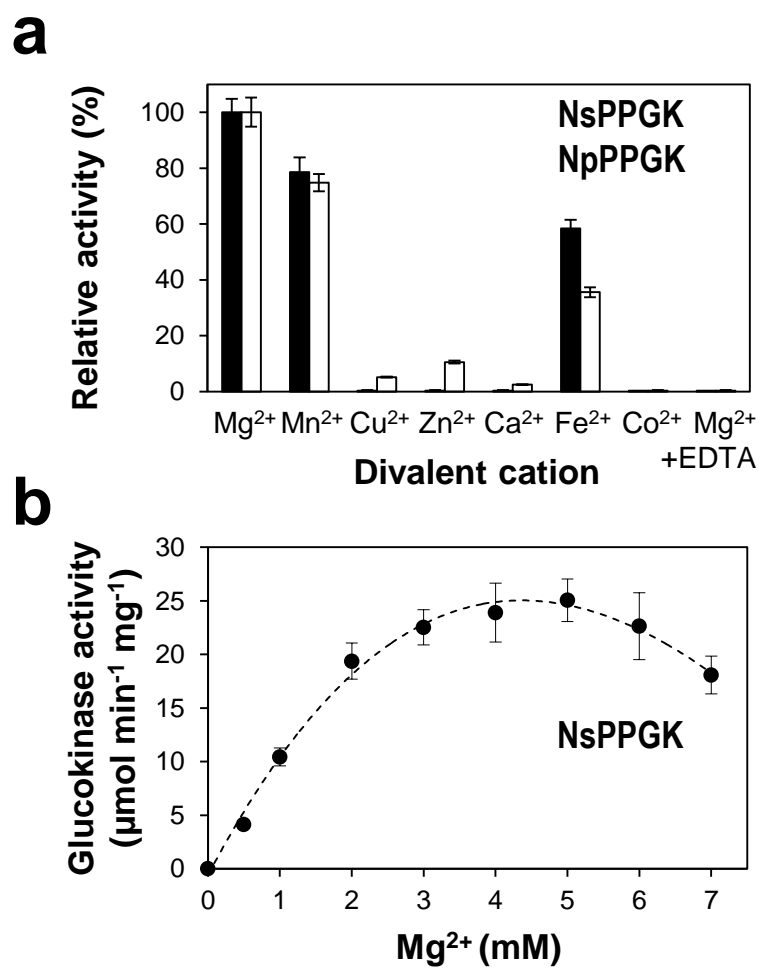 a
Relative activity (%)
100
80
60
40
20
0
NsPPGK
NpPPGK
Mg²⁺ Mn²⁺ Cu²⁺ Zn²⁺ Ca²⁺ Fe²⁺ Co²⁺ Mg²⁺
+EDTA
Divalent cation
b
Glucokinase activity
(μmol min⁻¹ mg⁻¹)
30
25
20
15
10
5
0
NsPPGK
0 1 2 3 4 5 6 7
Mg²⁺ (mM)